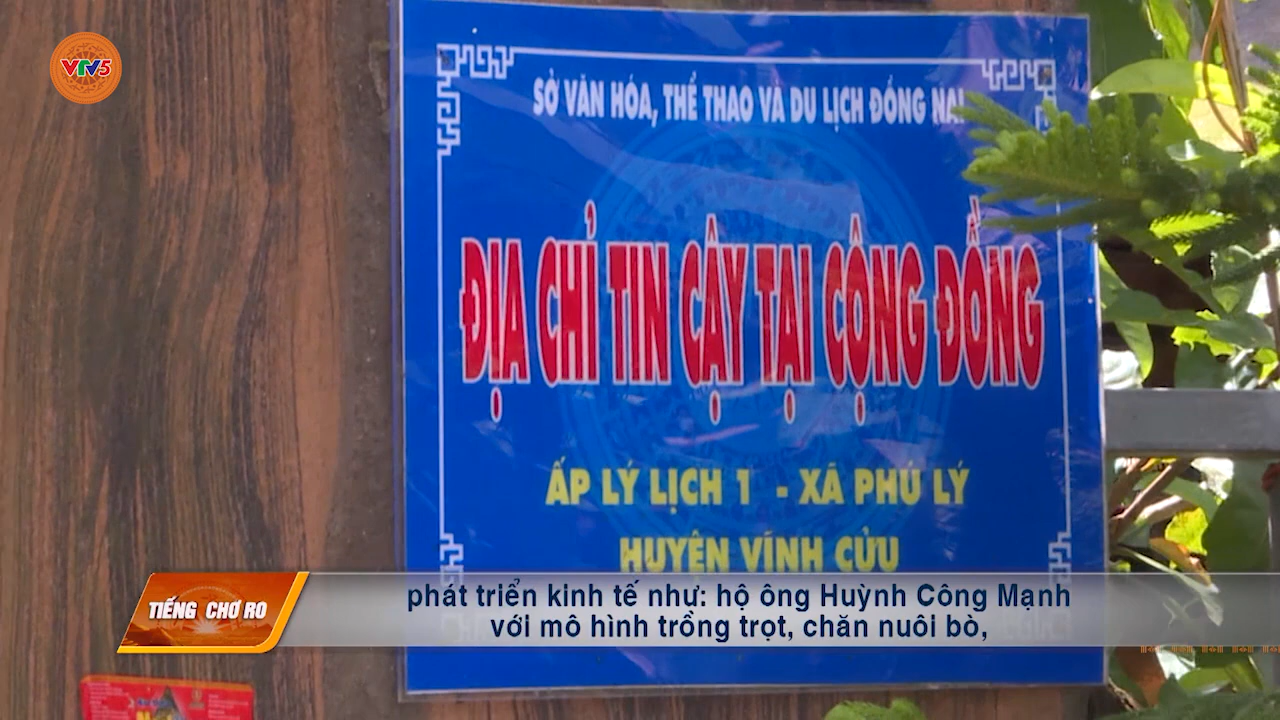 VTV5
SỞ VĂN HÓA, THỂ THAO VÀ DU LỊCH ĐỒNG NAI
ĐỊA CHỈ TIN CẬY TẠI CỘNG ĐỒNG
ẤP LÝ LỊCH 1 - XÃ PHÚ LÝ
HUYỆN VĨNH CỬU
TIẾNG CHƠ RO
phát triển kinh tế như: hộ ông Huỳnh Công Mạnh
với mô hình trồng trọt, chăn nuôi bò,